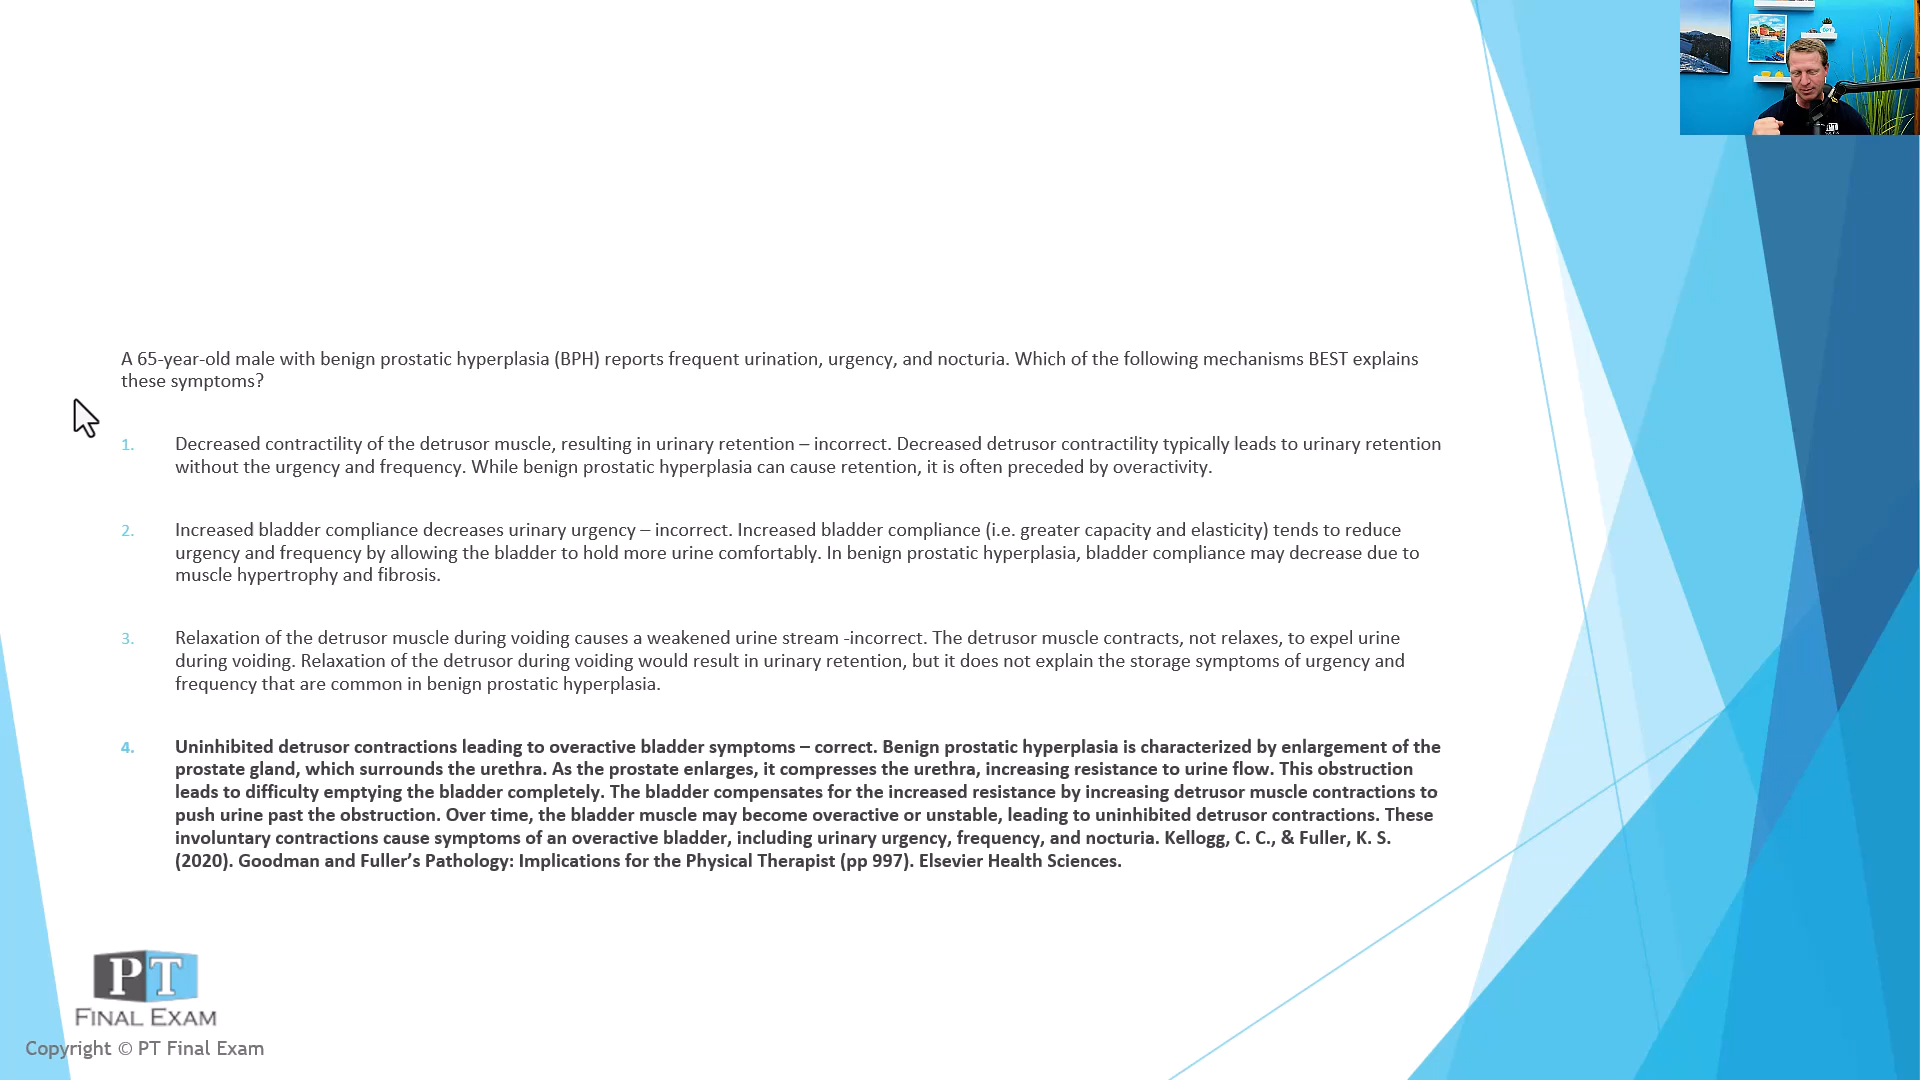 A 65-year-old male with benign prostatic hyperplasia (BPH) reports frequent urination, urgency, and nocturia. Which of the following mechanisms BEST explains
these symptoms?
1. Decreased contractility of the detrusor muscle, resulting in urinary retention – incorrect. Decreased detrusor contractility typically leads to urinary retention
without the urgency and frequency. While benign prostatic hyperplasia can cause retention, it is often preceded by overactivity.
2. Increased bladder compliance decreases urinary urgency – incorrect. Increased bladder compliance (i.e. greater capacity and elasticity) tends to reduce
urgency and frequency by allowing the bladder to hold more urine comfortably. In benign prostatic hyperplasia, bladder compliance may decrease due to
muscle hypertrophy and fibrosis.
3. Relaxation of the detrusor muscle during voiding causes a weakened urine stream -incorrect. The detrusor muscle contracts, not relaxes, to expel urine
during voiding. Relaxation of the detrusor during voiding would result in urinary retention, but it does not explain the storage symptoms of urgency and
frequency that are common in benign prostatic hyperplasia.
4. Uninhibited detrusor contractions leading to overactive bladder symptoms – correct. Benign prostatic hyperplasia is characterized by enlargement of the
prostate gland, which surrounds the urethra. As the prostate enlarges, it compresses the urethra, increasing resistance to urine flow. This obstruction
leads to difficulty emptying the bladder completely. The bladder compensates for the increased resistance by increasing detrusor muscle contractions to
push urine past the obstruction. Over time, the bladder muscle may become overactive or unstable, leading to uninhibited detrusor contractions. These
involuntary contractions cause symptoms of an overactive bladder, including urinary urgency, frequency, and nocturia. Kellogg, C. C., & Fuller, K. S.
(2020). Goodman and Fuller’s Pathology: Implications for the Physical Therapist (pp 997). Elsevier Health Sciences.
PT
FINAL EXAM
Copyright © PT Final Exam